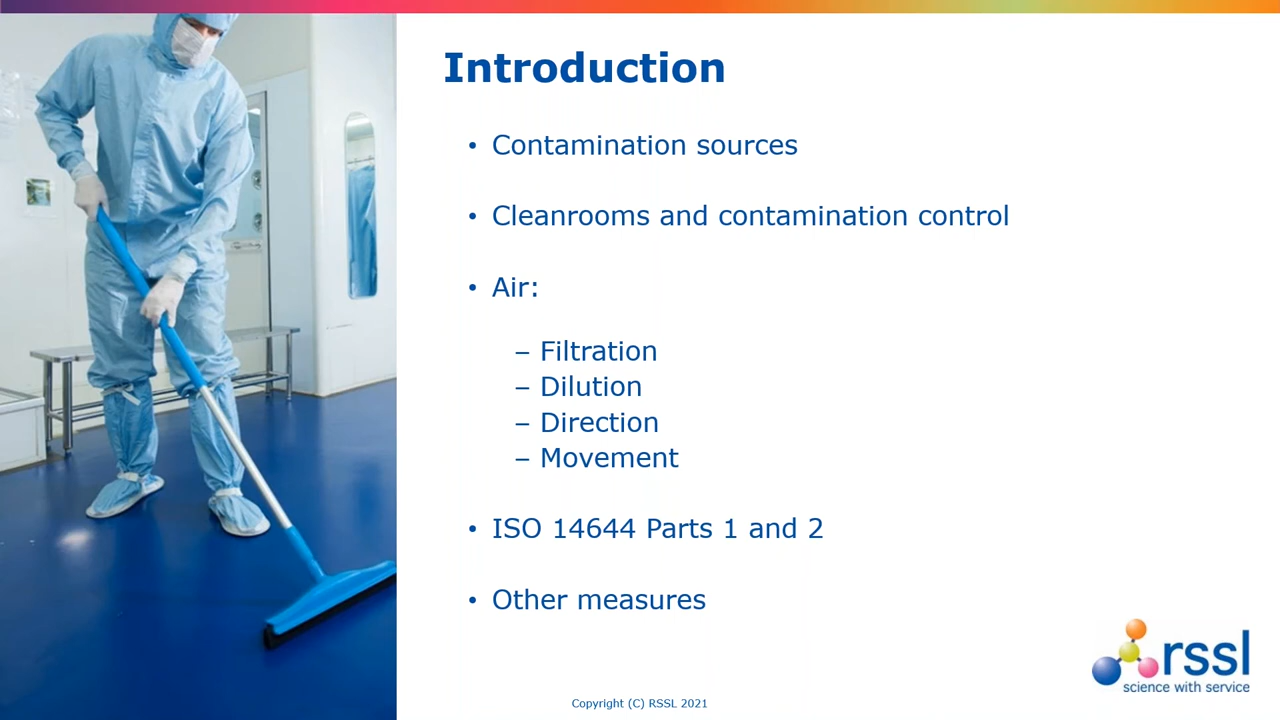 Introduction
• Contamination sources
• Cleanrooms and contamination control
• Air:
– Filtration
– Dilution
– Direction
– Movement
• ISO 14644 Parts 1 and 2
• Other measures
rssl
science with service
Copyright (C) RSSL 2021